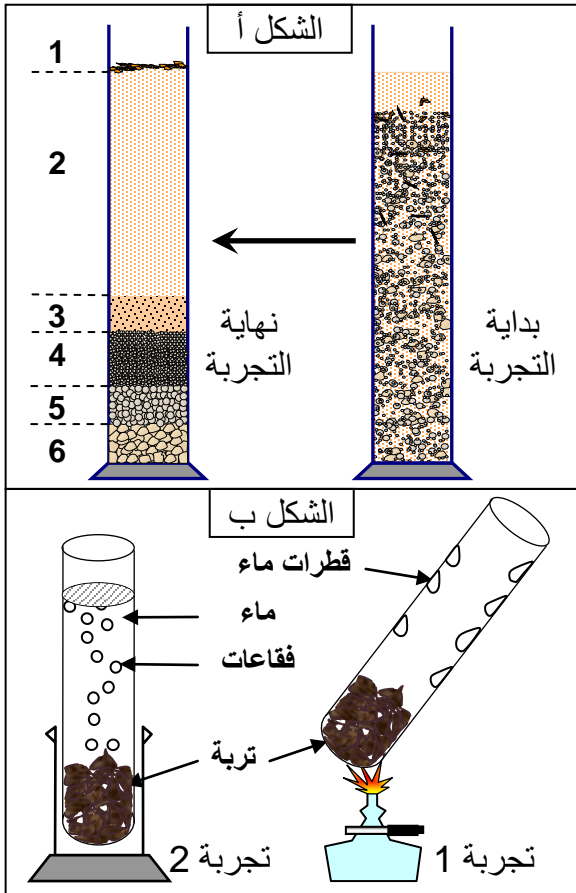 الشكل أ
1
2
3
4
5
6
نهاية
التجربة
بداية
التجربة
الشكل ب
قطرات ماء
ماء
فقاعات
تربة
تجربة 1
تجربة 2